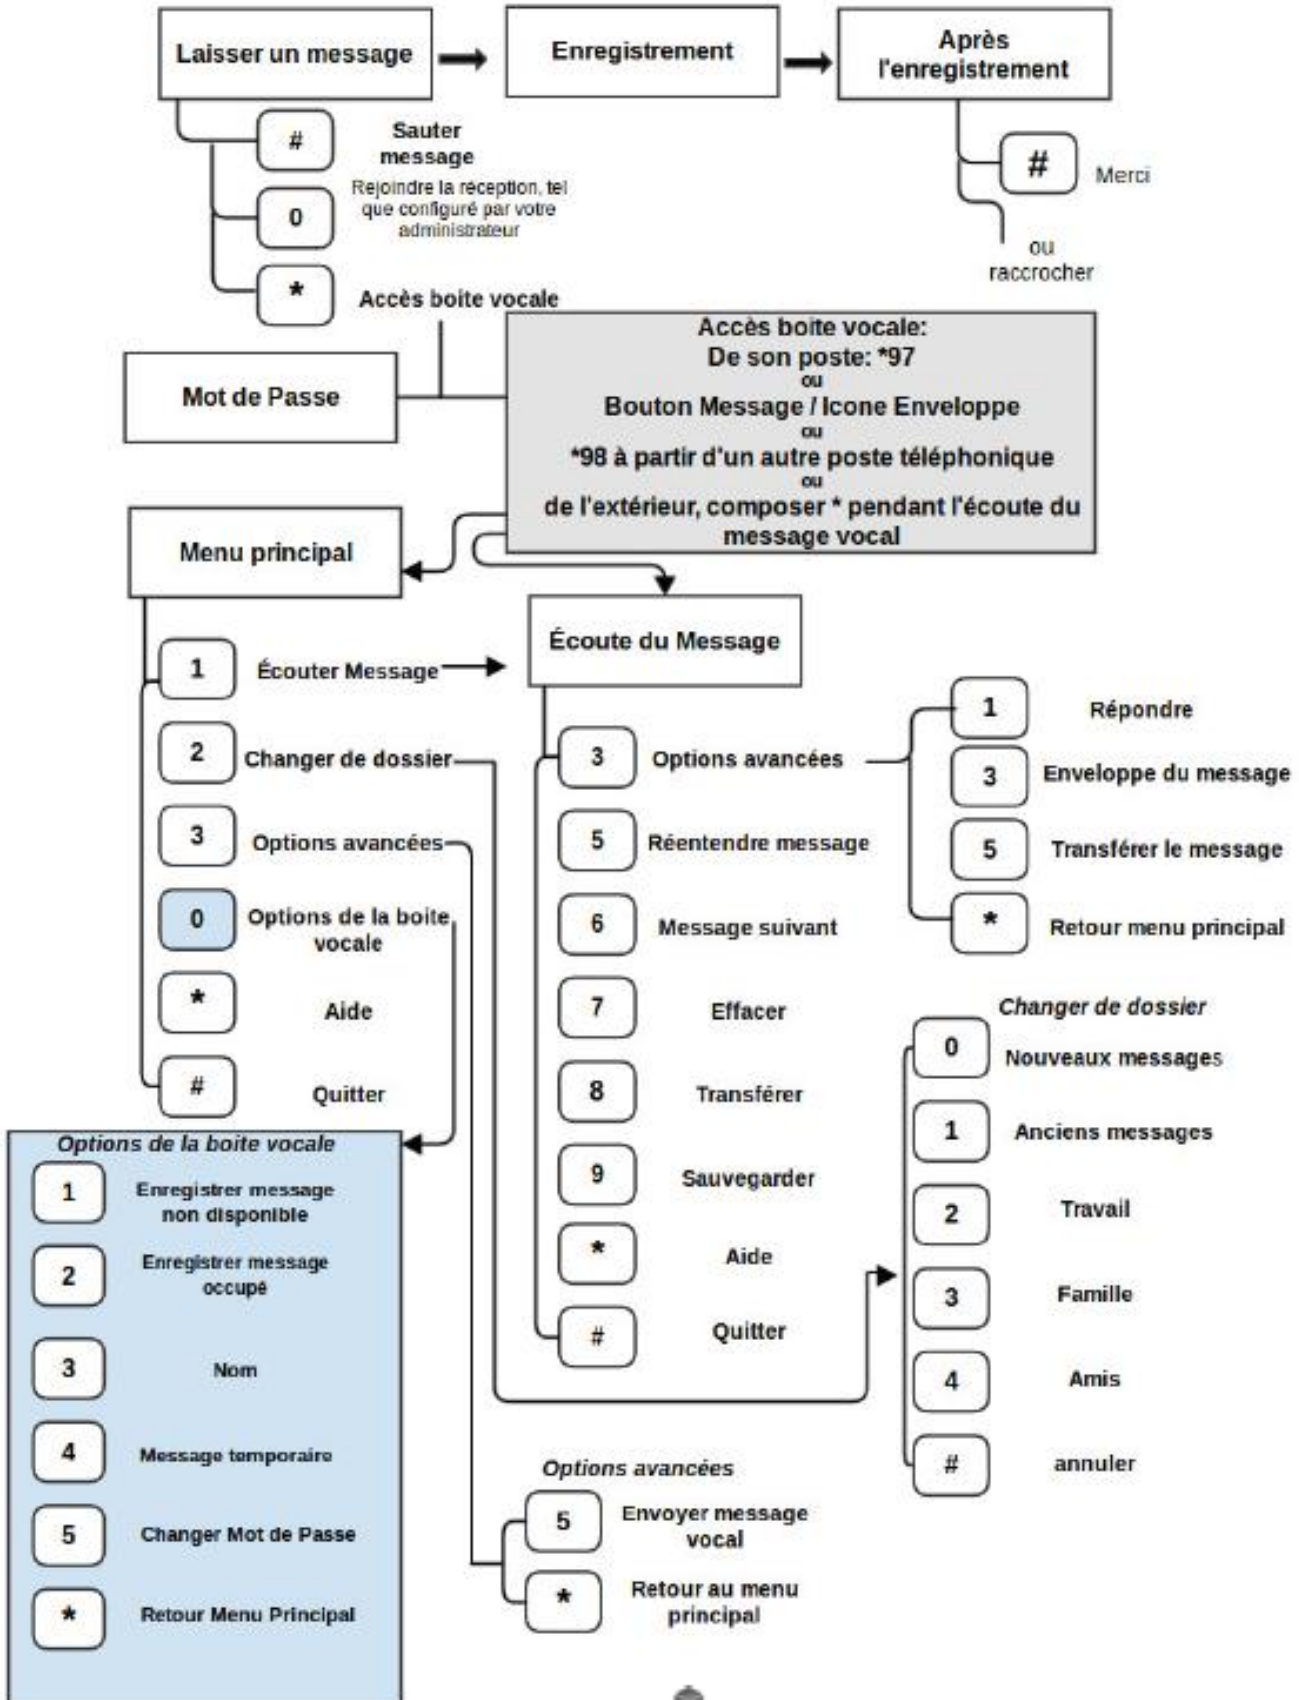 Laisser un message
Enregistrement
Après
l'enregistrement
#
Sauter
message
0
Rejoindre la réception, tel
que configuré par votre
administrateur
*
Accès boite vocale
#
Merci
ou
raccrocher
Mot de Passe
Accès boite vocale:
De son poste: *97
ou
Bouton Message / Icone Enveloppe
ou
*98 à partir d'un autre poste téléphonique
ou
de l'extérieur, composer * pendant l'écoute du
message vocal
Menu principal
1
Écouter Message
2
Changer de dossier
3
Options avancées
0
Options de la boite
vocale
*
Aide
#
Quitter
Écoute du Message
3
Options avancées
5
Réentendre message
6
Message suivant
7
Effacer
8
Transférer
9
Sauvegarder
*
Aide
#
Quitter
1
Répondre
3
Enveloppe du message
5
Transférer le message
*
Retour menu principal
Changer de dossier
0
Nouveaux messages
1
Anciens messages
2
Travail
3
Famille
4
Amis
#
annuler
Options de la boite vocale
1
Enregistrer message
non disponible
2
Enregistrer message
occupé
3
Nom
4
Message temporaire
5
Changer Mot de Passe
*
Retour Menu Principal
Options avancées
5
Envoyer message
vocal
*
Retour au menu
principal